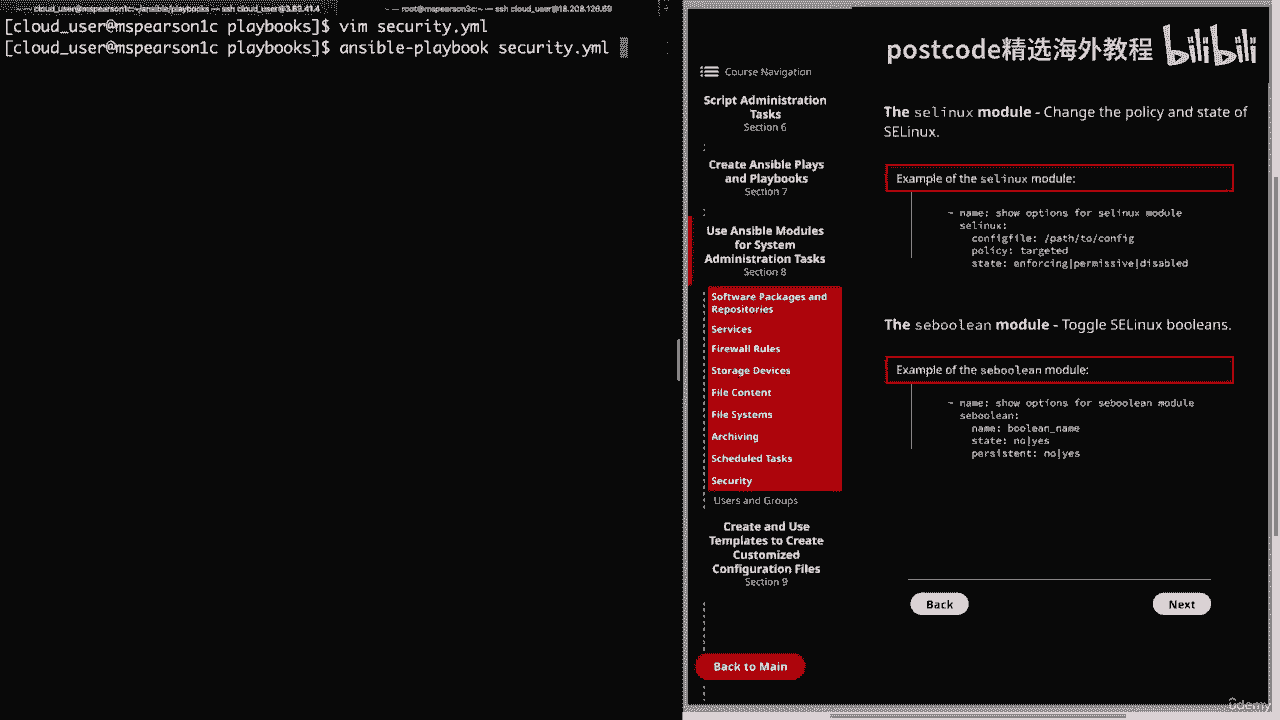 ~ — cloud_user@mspearson1c:~/ansible/playbooks — ssh cloud_user@3.83.41.4
~ — root@mspearson3c:~ — ssh cloud_user@18.208.126.69
[cloud_user@mspearson1c playbooks]$ vim security.yml
[cloud_user@mspearson1c playbooks]$ ansible-playbook security.yml
postcode精选海外教程 bilibili
Course Navigation
Script Administration
Tasks
Section 6
Create Ansible Plays
and Playbooks
Section 7
Use Ansible Modules
for System
Administration Tasks
Section 8
Software Packages and
Repositories
Services
Firewall Rules
Storage Devices
File Content
File Systems
Archiving
Scheduled Tasks
Security
Users and Groups
Create and Use
Templates to Create
Customized
Configuration Files
Section 9
Back to Main
The selinux module - Change the policy and state of
SELinux.
Example of the selinux module:
- name: show options for selinux module
selinux:
configfile: /path/to/config
policy: targeted
state: enforcing|permissive|disabled
The seboolean module - Toggle SELinux booleans.
Example of the seboolean module:
- name: show options for seboolean module
seboolean:
name: boolean_name
state: no|yes
persistent: no|yes
Back
Next
ûdemy